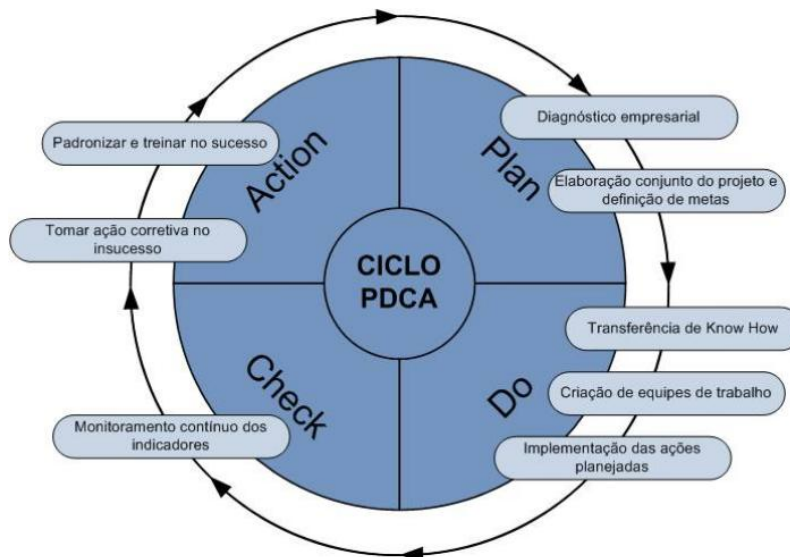 Diagnóstico empresarial
Plan
Elaboração conjunto do projeto e
definição de metas
Transferência de Know How
Do
Criação de equipes de trabalho
Implementação das ações
planejadas
Check
Monitoramento contínuo dos
indicadores
Action
Tomar ação corretiva no
insucesso
Padronizar e treinar no sucesso
CICLO
PDCA